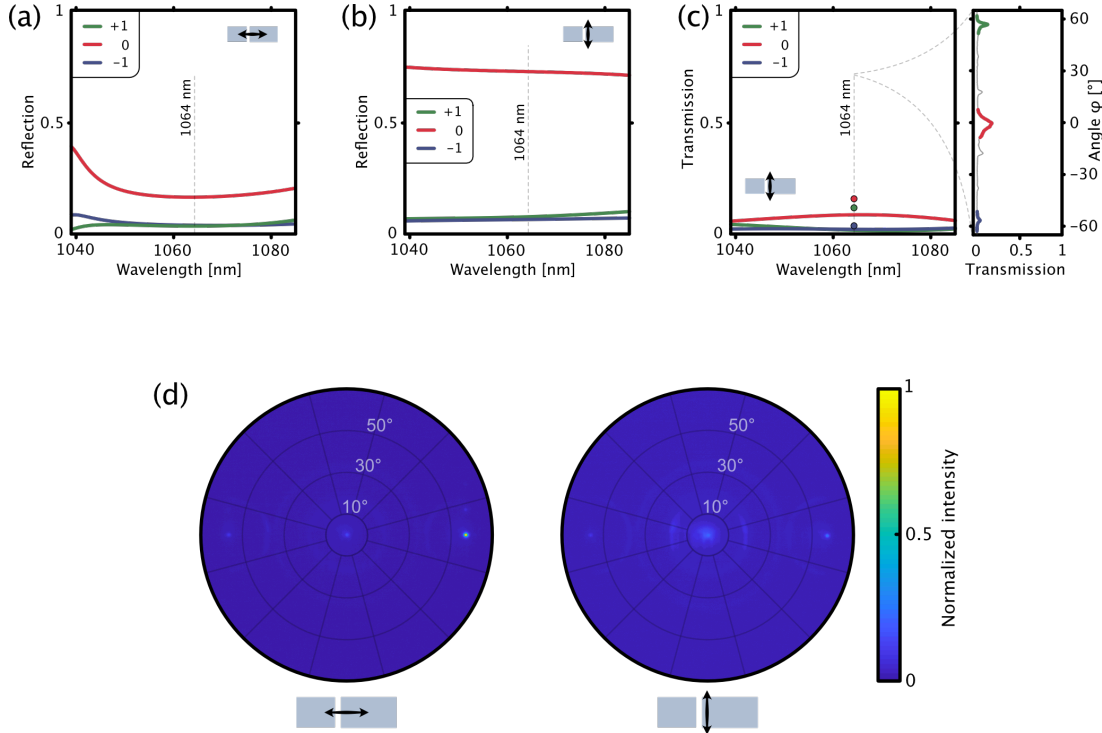 (a)
1
0.5
0
Reflection
+1
0
−1
1064 nm
1040
1060
1080
Wavelength [nm]
(b)
1
0.5
0
Reflection
+1
0
−1
1064 nm
1040
1060
1080
Wavelength [nm]
(c)
1
0.5
0
Transmission
+1
0
−1
1064 nm
1040
1060
1080
Wavelength [nm]
60
30
0
−30
−60
Angle φ [°]
0
0.5
1
Transmission
(d)
50°
30°
10°
50°
30°
10°
1
0.5
0
Normalized intensity